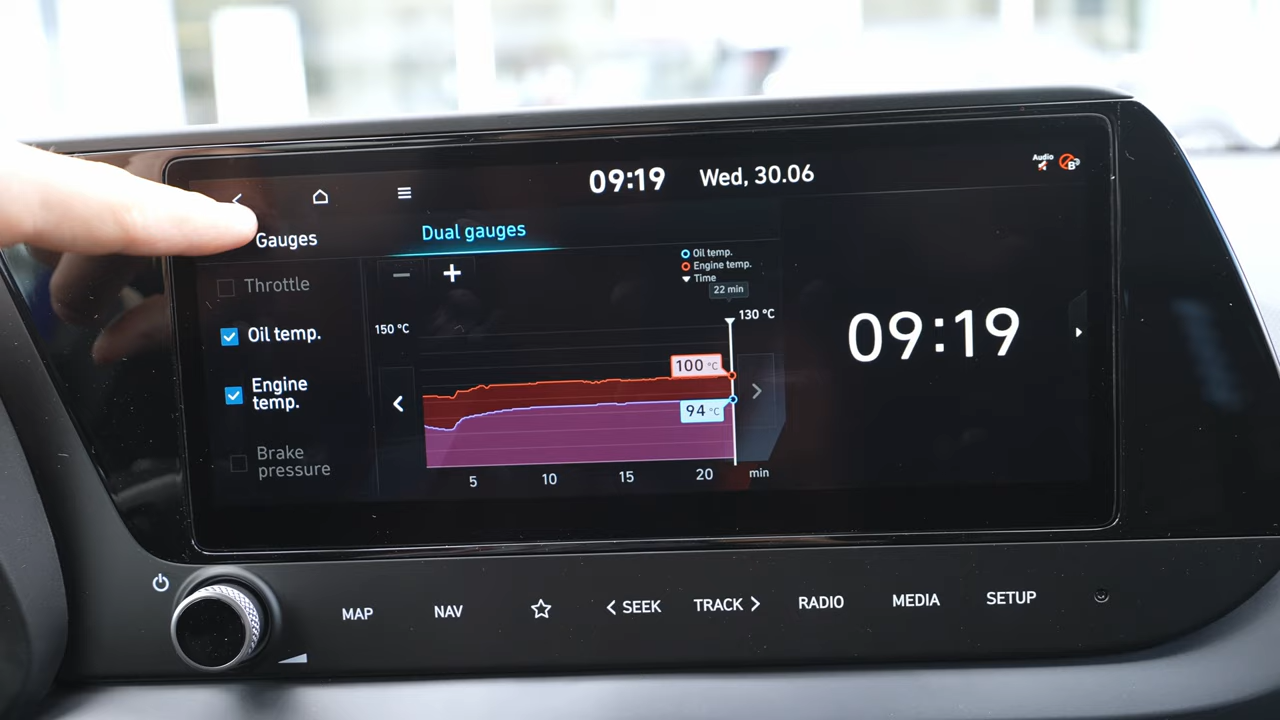 09:19 Wed, 30.06
Audio
B
Gauges
Dual gauges
Throttle
Oil temp.
Engine
temp.
Brake
pressure
− +
Oil temp.
Engine temp.
Time
22 min
150 °C
130 °C
100 °C
94 °C
5 10 15 20 min
09:19
MAP NAV SEEK TRACK RADIO MEDIA SETUP